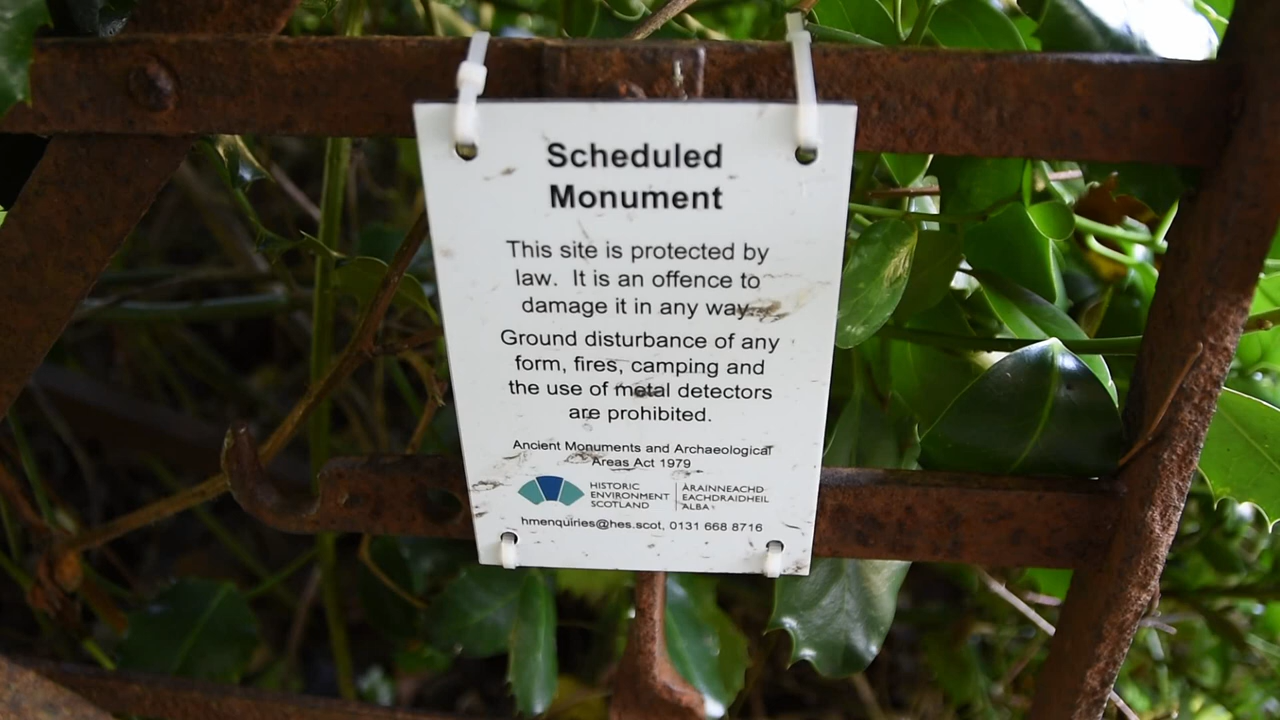 Scheduled
Monument
This site is protected by
law. It is an offence to
damage it in any way
Ground disturbance of any
form, fires, camping and
the use of metal detectors
are prohibited.
Ancient Monuments and Archaeological
Areas Act 1979
HISTORIC
ENVIRONMENT
SCOTLAND
ÀRAINNEACHD
EACHDRAIDHEIL
ALBA
hmenquiries@hes.scot, 0131 668 8716